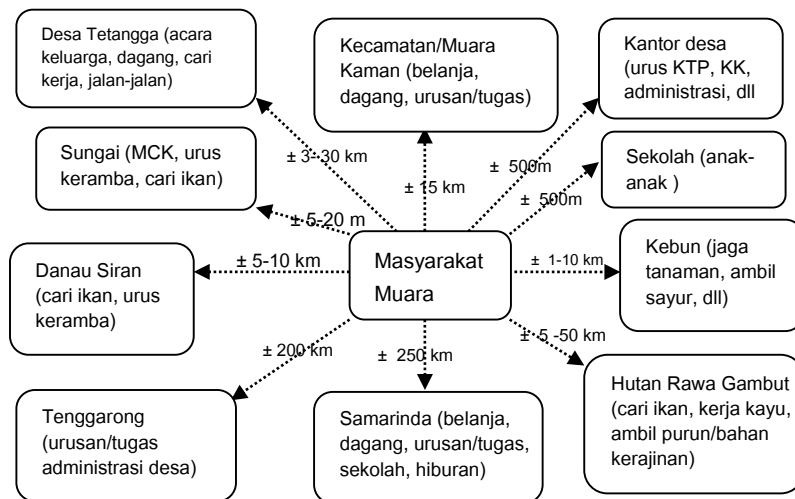 Desa Tetangga (acara
keluarga, dagang, cari
kerja, jalan-jalan)
Kecamatan/Muara
Kaman (belanja,
dagang, urusan/tugas)
Kantor desa
(urus KTP, KK,
administrasi, dll
± 3- 30 km
± 15 km
± 500m
Sungai (MCK, urus
keramba, cari ikan)
Sekolah (anak-
anak )
± 5-20 m
± 500m
Danau Siran
(cari ikan, urus
keramba)
± 5-10 km
Masyarakat
Muara
± 1-10 km
Kebun (jaga
tanaman, ambil
sayur, dll)
± 200 km
± 250 km
± 5 -50 km
Tenggarong
(urusan/tugas
administrasi desa)
Samarinda (belanja,
dagang, urusan/tugas,
sekolah, hiburan)
Hutan Rawa Gambut
(cari ikan, kerja kayu,
ambil purun/bahan
kerajinan)